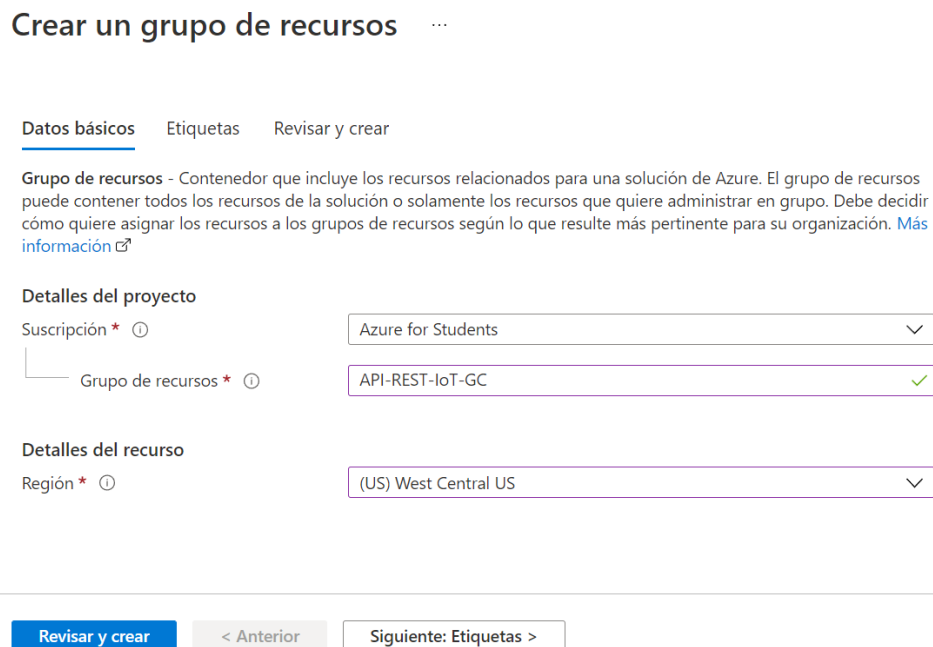 Crear un grupo de recursos ...
Datos básicos Etiquetas Revisar y crear
Grupo de recursos - Contenedor que incluye los recursos relacionados para una solución de Azure. El grupo de recursos
puede contener todos los recursos de la solución o solamente los recursos que quiere administrar en grupo. Debe decidir
cómo quiere asignar los recursos a los grupos de recursos según lo que resulte más pertinente para su organización. Más
información
Detalles del proyecto
Suscripción * Azure for Students
Grupo de recursos * API-REST-IoT-GC
Detalles del recurso
Región * (US) West Central US
Revisar y crear < Anterior Siguiente: Etiquetas >